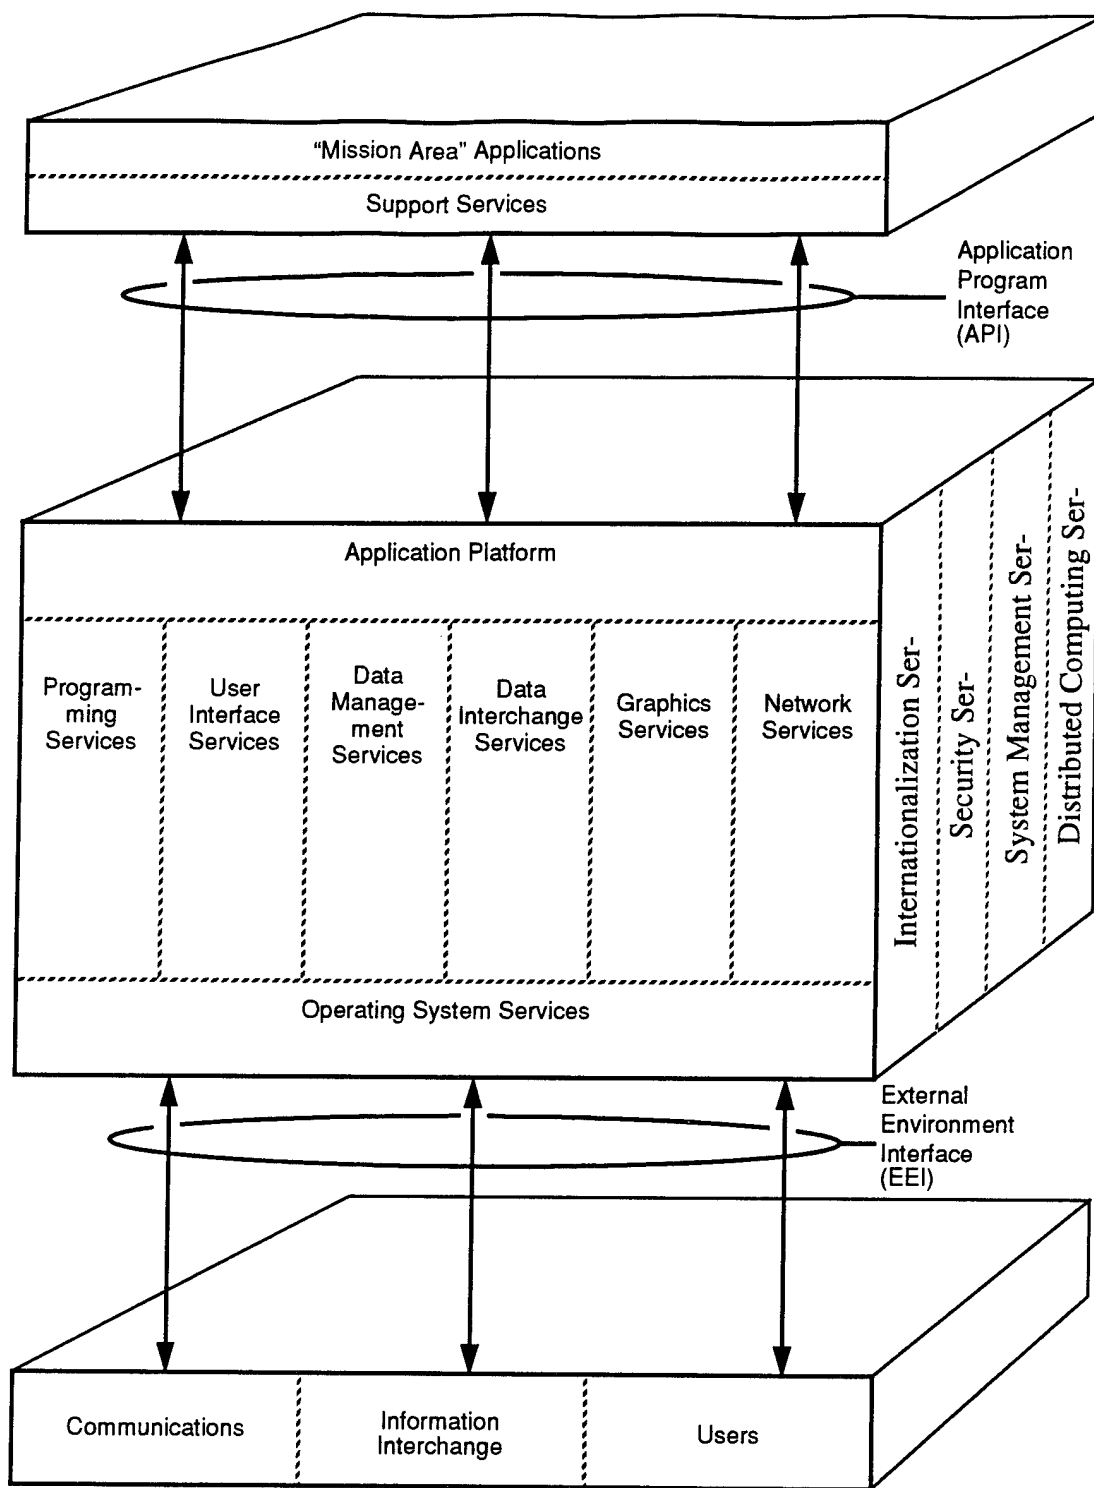 “Mission Area” Applications
Support Services
Application
Program
Interface
(API)
Application Platform
Program-
ming
Services
User
Interface
Services
Data
Manage-
ment
Services
Data
Interchange
Services
Graphics
Services
Network
Services
Internationalization Ser-
Security Ser-
System Management Ser-
Distributed Computing Ser-
Operating System Services
External
Environment
Interface
(EEI)
Communications
Information
Interchange
Users